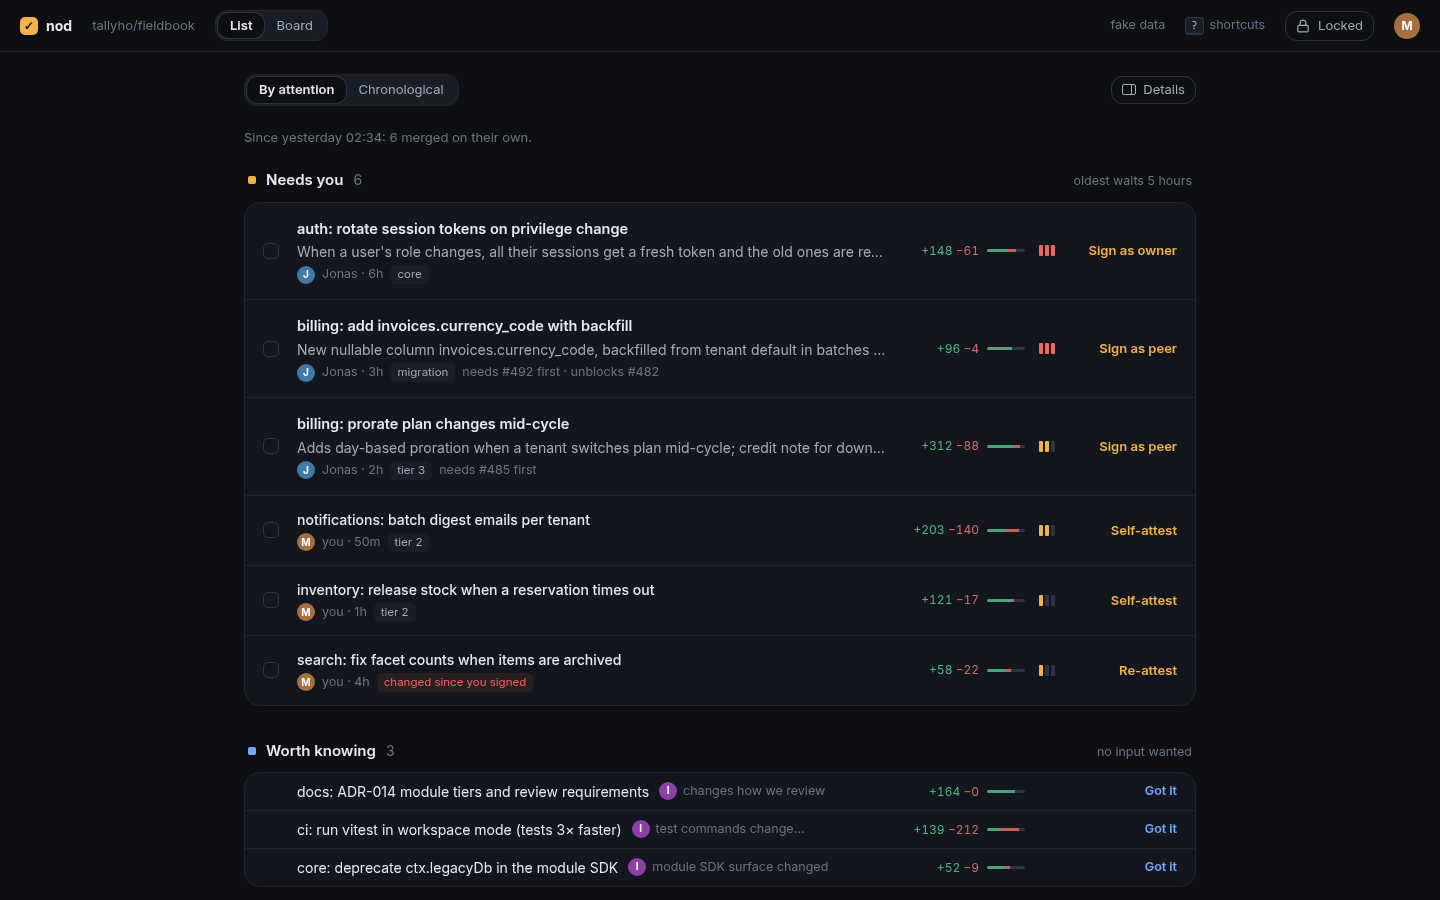 ✓ nod tallyho/fieldbook List Board fake data ? shortcuts Locked M
By attention Chronological Details
Since yesterday 02:34: 6 merged on their own.
Needs you 6 oldest waits 5 hours
auth: rotate session tokens on privilege change
When a user's role changes, all their sessions get a fresh token and the old ones are re...
J Jonas · 6h core
+148 −61 Sign as owner
billing: add invoices.currency_code with backfill
New nullable column invoices.currency_code, backfilled from tenant default in batches ...
J Jonas · 3h migration needs #492 first · unblocks #482
+96 −4 Sign as peer
billing: prorate plan changes mid-cycle
Adds day-based proration when a tenant switches plan mid-cycle; credit note for down...
J Jonas · 2h tier 3 needs #485 first
+312 −88 Sign as peer
notifications: batch digest emails per tenant
M you · 50m tier 2
+203 −140 Self-attest
inventory: release stock when a reservation times out
M you · 1h tier 2
+121 −17 Self-attest
search: fix facet counts when items are archived
M you · 4h changed since you signed
+58 −22 Re-attest
Worth knowing 3 no input wanted
docs: ADR-014 module tiers and review requirements I changes how we review +164 −0 Got it
ci: run vitest in workspace mode (tests 3× faster) I test commands change... +139 −212 Got it
core: deprecate ctx.legacyDb in the module SDK I module SDK surface changed +52 −9 Got it